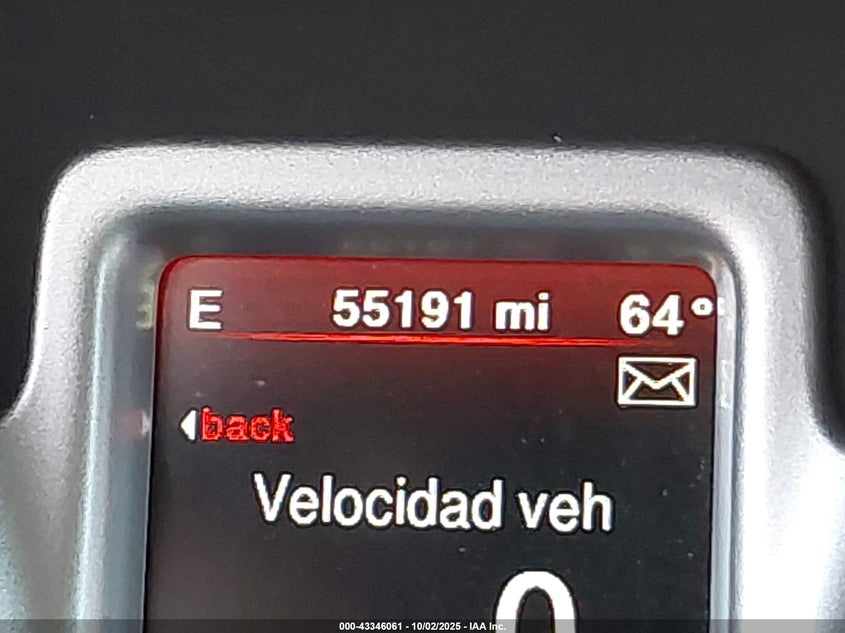 E 55191 mi 64°
back
Velocidad veh
0
000-43346061 - 10/02/2025 - IAA Inc.